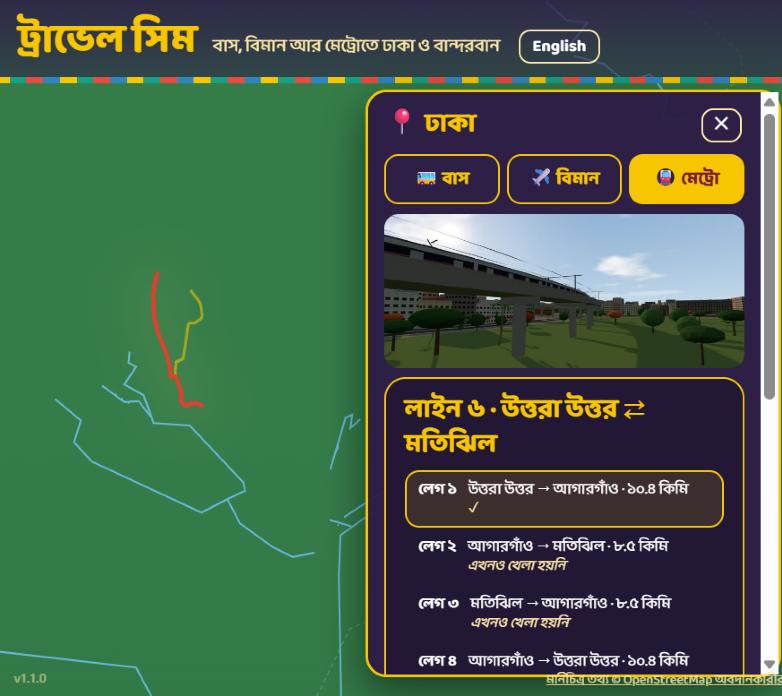 ট্রাভেল সিম
বাস, বিমান আর মেট্রোতে ঢাকা ও বান্দরবান
English
ঢাকা
বাস
বিমান
মেট্রো
লাইন ৬ · উত্তরা উত্তর ⇄
মতিঝিল
লেগ ১ উত্তরা উত্তর → আগারগাঁও · ১০.৪ কিমি
✓
লেগ ২ আগারগাঁও → মতিঝিল · ৮.৫ কিমি
এখনও খেলা হয়নি
লেগ ৩ মতিঝিল → আগারগাঁও · ৮.৫ কিমি
এখনও খেলা হয়নি
লেগ ৪ আগারগাঁও → উত্তরা উত্তর · ১০.৪ কিমি
v1.1.0
মানচিত্র তথ্য © OpenStreetMap